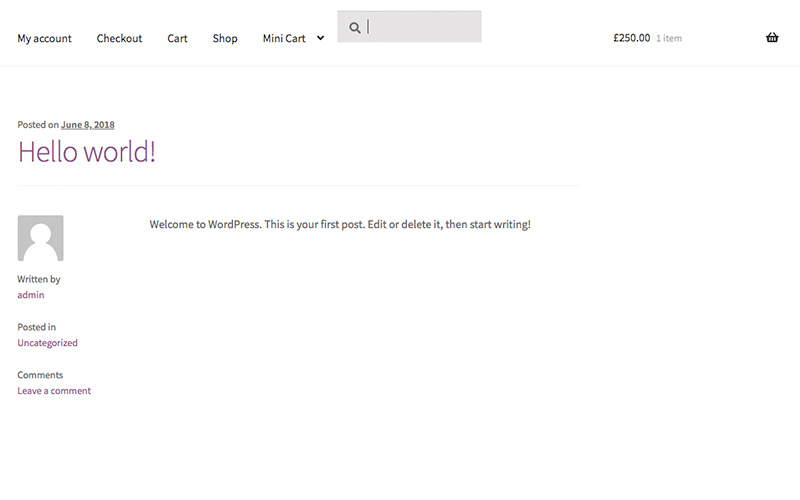 My account Checkout Cart Shop Mini Cart £250.00 1 item
Posted on June 8, 2018
Hello world!
Welcome to WordPress. This is your first post. Edit or delete it, then start writing!
Written by
admin
Posted in
Uncategorized
Comments
Leave a comment